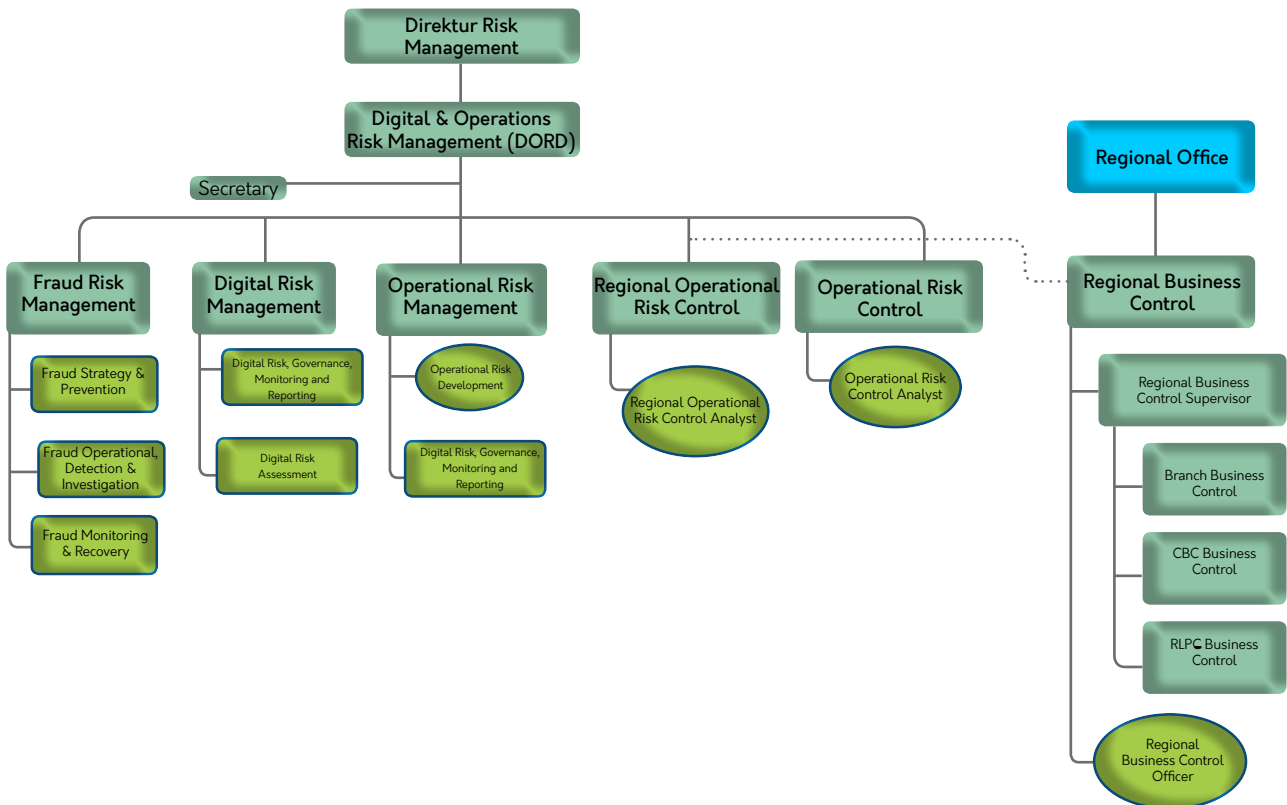 Direktur Risk
Management
Digital & Operations
Risk Management (DORD)
Secretary
Regional Office
Fraud Risk
Management
Digital Risk
Management
Operational Risk
Management
Regional Operational
Risk Control
Operational Risk
Control
Regional Business
Control
Fraud Strategy &
Prevention
Fraud Operational,
Detection &
Investigation
Fraud Monitoring
& Recovery
Digital Risk, Governance,
Monitoring and
Reporting
Digital Risk
Assessment
Operational Risk
Development
Digital Risk, Governance,
Monitoring and
Reporting
Regional Operational
Risk Control Analyst
Operational Risk
Control Analyst
Regional Business
Control Supervisor
Branch Business
Control
CBC Business
Control
RLPC Business
Control
Regional
Business Control
Officer